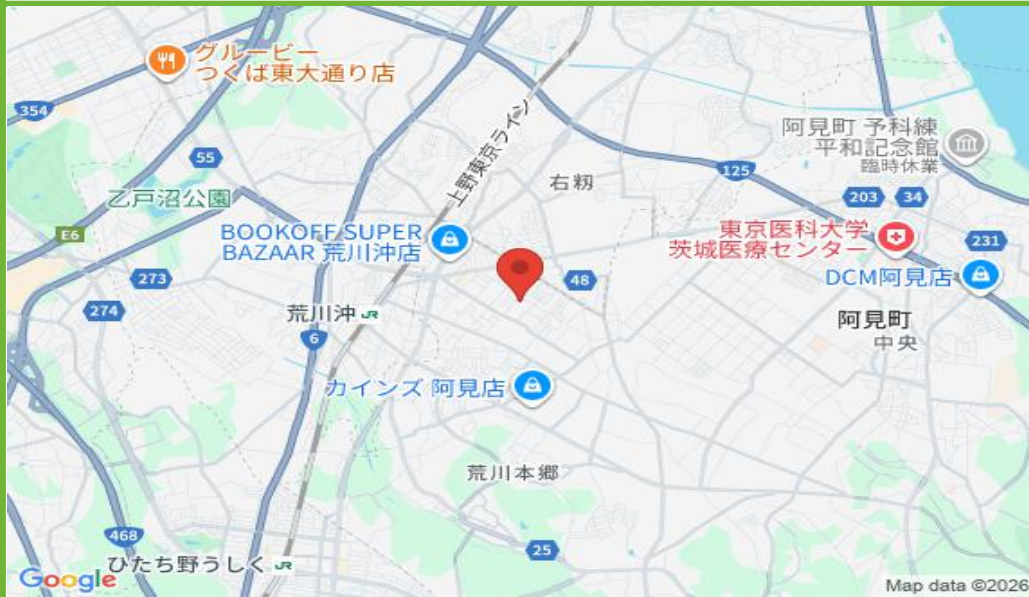 グルービー
つくば東大通り店
354
上野東京ライン
阿見町 予科練
平和記念館
臨時休業
55
125
右籾
乙戸沼公園
203
34
BOOKOFF SUPER
BAZAAR 荒川沖店
東京医科大学
茨城医療センター
E6
231
273
48
DCM阿見店
274
荒川沖 JR
阿見町
中央
6
カインズ 阿見店
荒川本郷
468
25
ひたち野うしく JR
Google
Map data ©2026